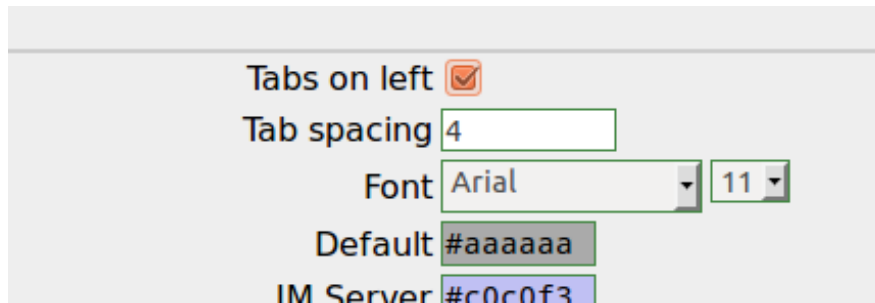 Tabs on left
Tab spacing 4
Font Arial 11
Default #aaaaaa
IM Server #c0c0f3